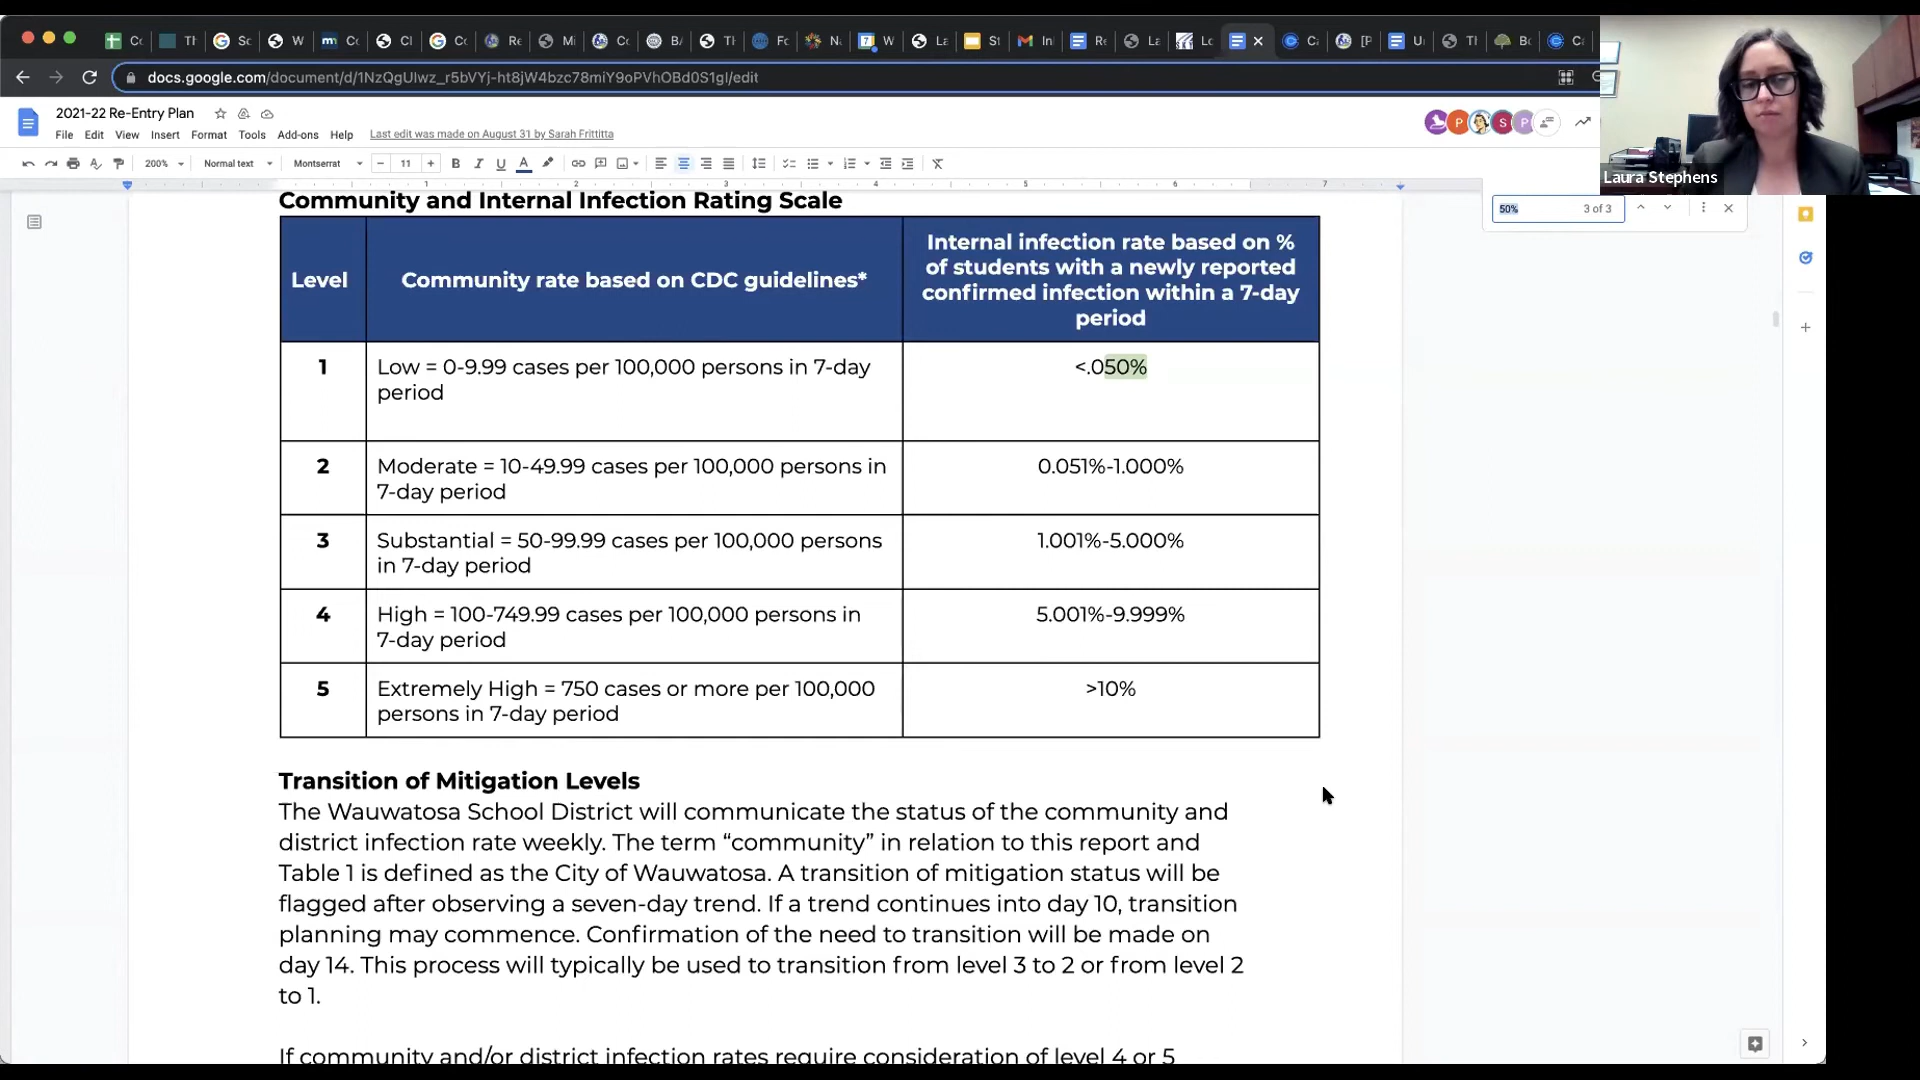 docs.google.com/document/d/1NzQgUlwz_r5bVYj-ht8jW4bzc78miY9oPVhOBd0S1gI/edit
2021-22 Re-Entry Plan
File Edit View Insert Format Tools Add-ons Help Last edit was made on August 31 by Sarah Frittitta
200% Normal text Montserrat - 11 + B I U A
Laura Stephens
50% 3 of 3
1 2 3 4 5 6 7
Community and Internal Infection Rating Scale
Level
Community rate based on CDC guidelines*
Internal infection rate based on %
of students with a newly reported
confirmed infection within a 7-day
period
1
Low = 0-9.99 cases per 100,000 persons in 7-day
period
<.050%
2
Moderate = 10-49.99 cases per 100,000 persons in
7-day period
0.051%-1.000%
3
Substantial = 50-99.99 cases per 100,000 persons
in 7-day period
1.001%-5.000%
4
High = 100-749.99 cases per 100,000 persons in
7-day period
5.001%-9.999%
5
Extremely High = 750 cases or more per 100,000
persons in 7-day period
>10%
Transition of Mitigation Levels
The Wauwatosa School District will communicate the status of the community and
district infection rate weekly. The term “community” in relation to this report and
Table 1 is defined as the City of Wauwatosa. A transition of mitigation status will be
flagged after observing a seven-day trend. If a trend continues into day 10, transition
planning may commence. Confirmation of the need to transition will be made on
day 14. This process will typically be used to transition from level 3 to 2 or from level 2
to 1.
If community and/or district infection rates require consideration of level 4 or 5